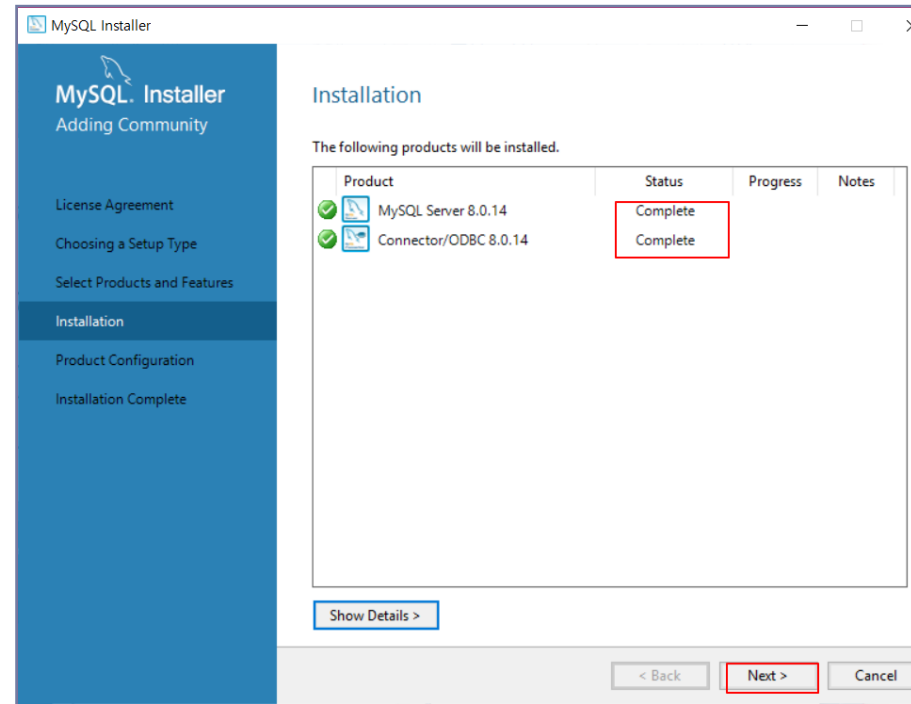 MySQL Installer
MySQL. Installer
Adding Community
License Agreement
Choosing a Setup Type
Select Products and Features
Installation
Product Configuration
Installation Complete
Installation
The following products will be installed.
Product Status Progress Notes
MySQL Server 8.0.14 Complete
Connector/ODBC 8.0.14 Complete
Show Details >
< Back Next > Cancel